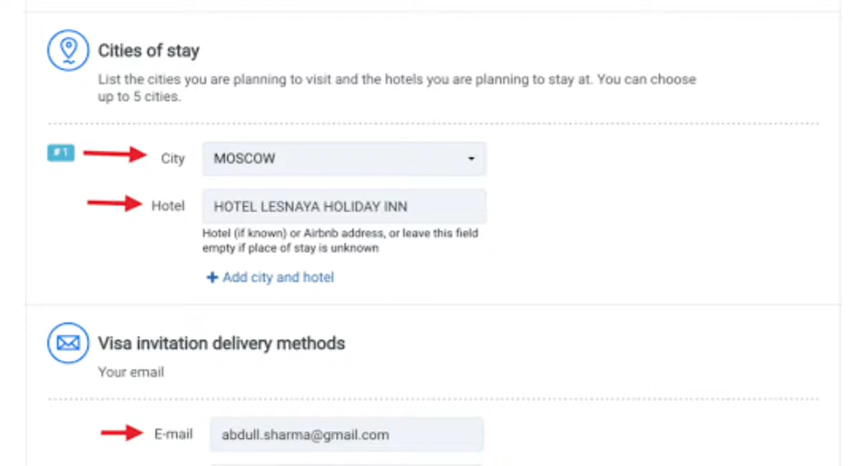 Cities of stay
List the cities you are planning to visit and the hotels you are planning to stay at. You can choose
up to 5 cities.
#1
City
MOSCOW
Hotel
HOTEL LESNAYA HOLIDAY INN
Hotel (if known) or Airbnb address, or leave this field
empty if place of stay is unknown
+ Add city and hotel
Visa invitation delivery methods
Your email
E-mail
abdull.sharma@gmail.com